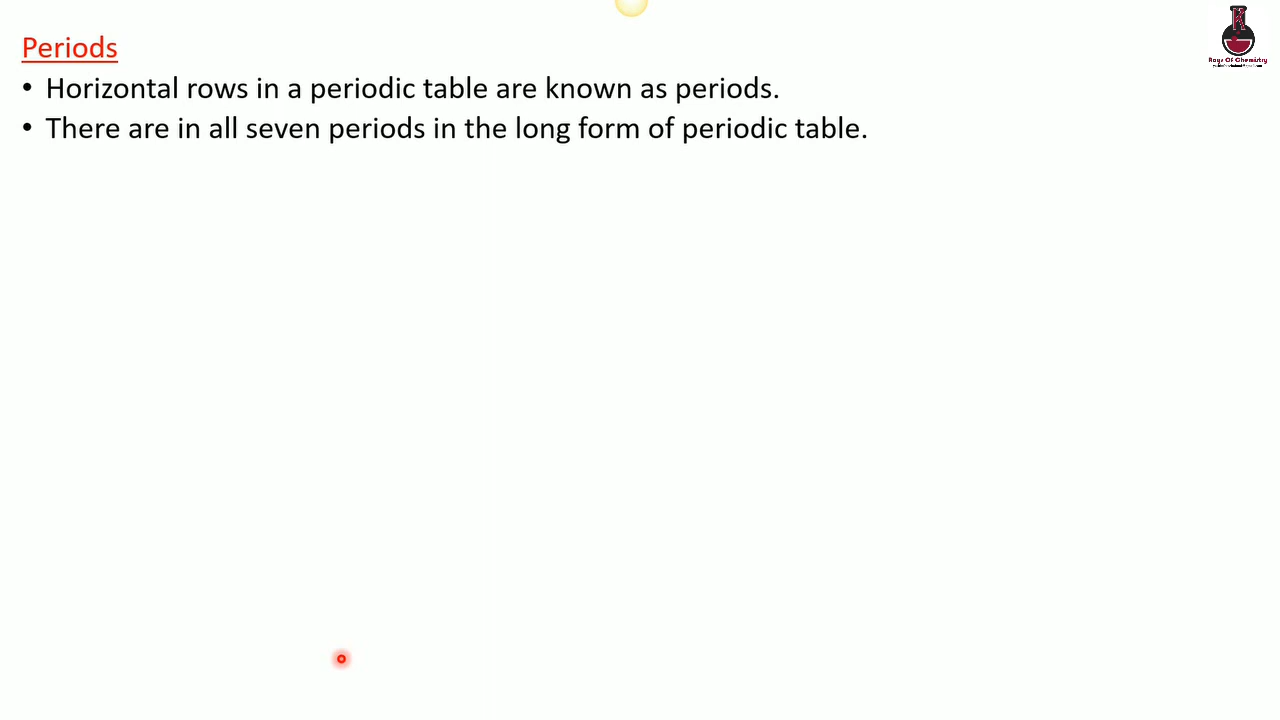 Periods
• Horizontal rows in a periodic table are known as periods.
• There are in all seven periods in the long form of periodic table.
Rays Of Chemistry